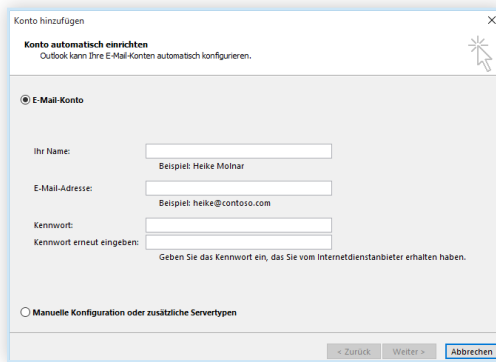 Konto hinzufügen
Konto automatisch einrichten
Outlook kann Ihre E-Mail-Konten automatisch konfigurieren.
E-Mail-Konto
Ihr Name:
Beispiel: Heike Molnar
E-Mail-Adresse:
Beispiel: heike@contoso.com
Kennwort:
Kennwort erneut eingeben:
Geben Sie das Kennwort ein, das Sie vom Internetdienstanbieter erhalten haben.
Manuelle Konfiguration oder zusätzliche Servertypen
< Zurück Weiter > Abbrechen